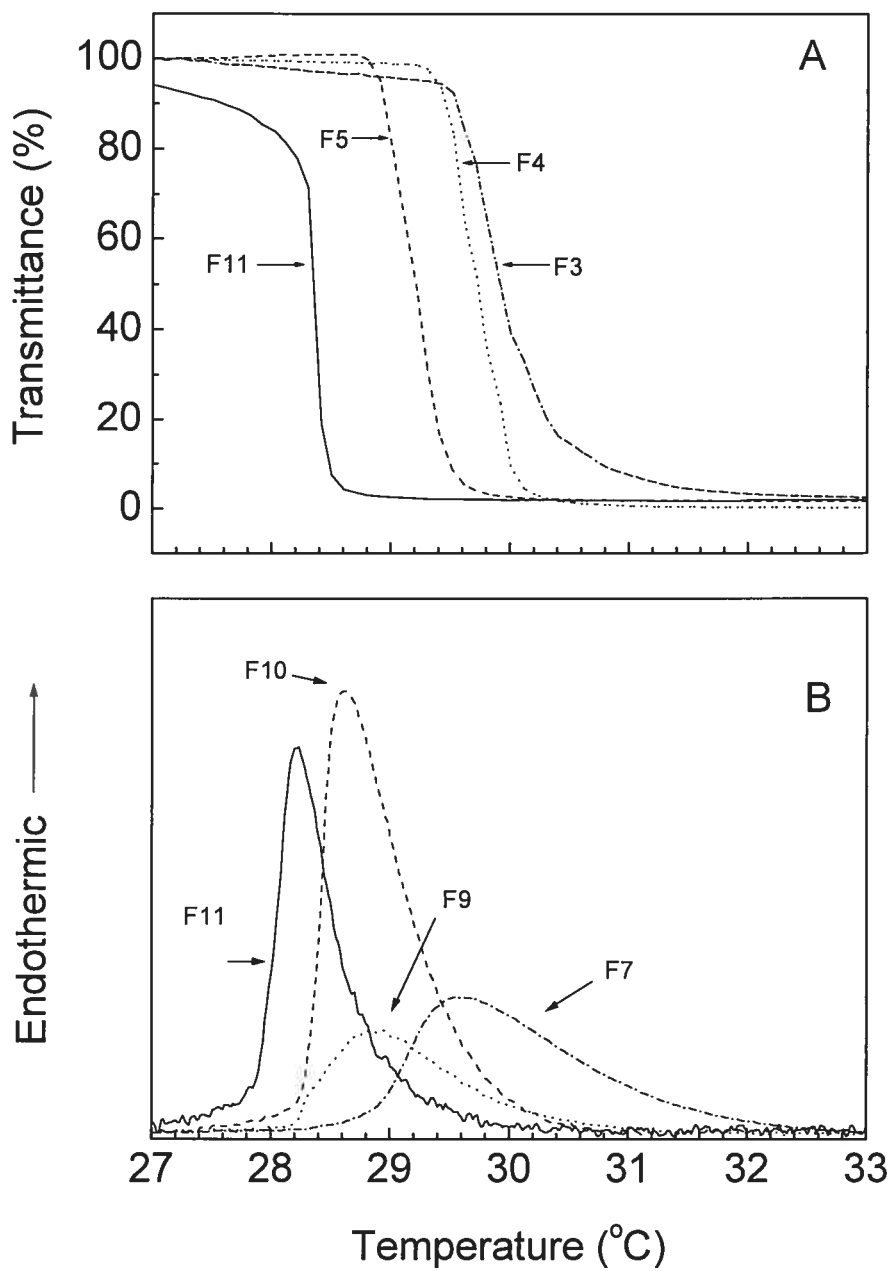 A
Transmittance (%)
100
80
60
40
20
0
F5
F4
F11
F3
B
Endothermic
F10
F9
F11
F7
27 28 29 30 31 32 33
Temperature (°C)